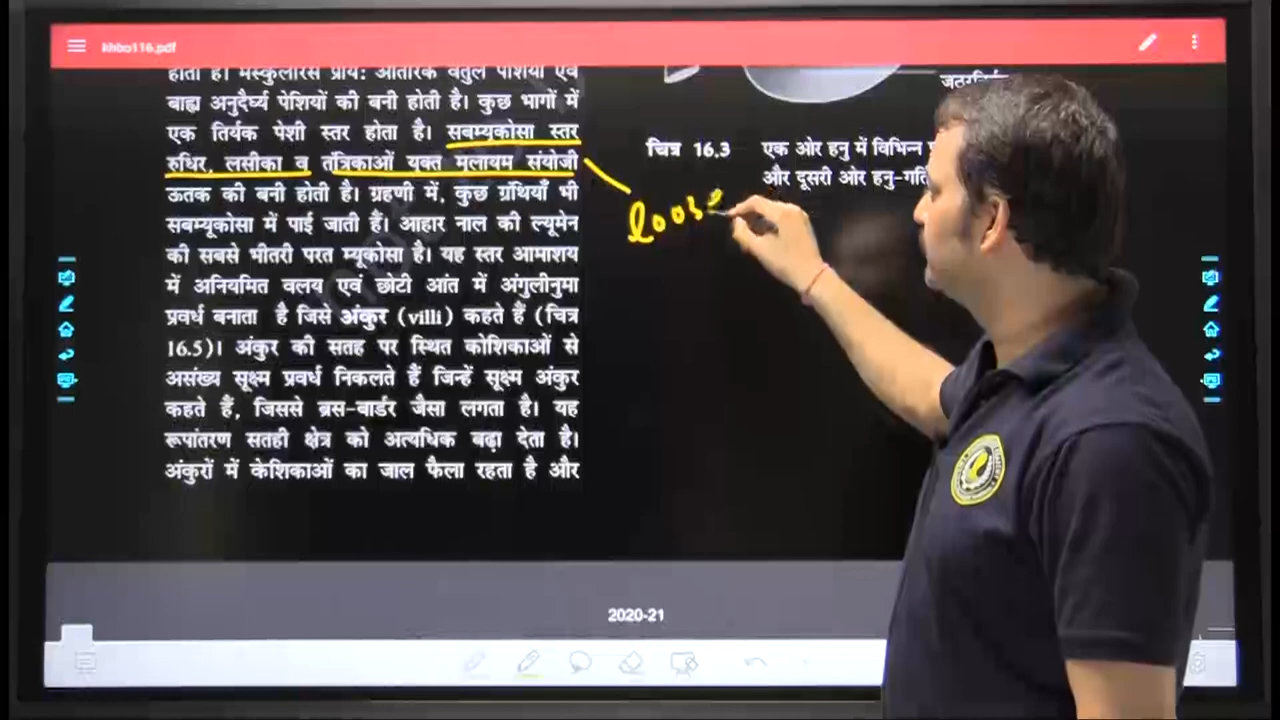 khbo116.pdf
होता है। मस्कुलेरिस प्राय: आंतरिक वर्तुल पेशियों एवं
बाह्य अनुदैर्घ्य पेशियों की बनी होती है। कुछ भागों में
एक तिर्यक पेशी स्तर होता है। सबम्यूकोसा स्तर
रुधिर, लसीका व तंत्रिकाओं युक्त मुलायम संयोजी
ऊतक की बनी होती है। ग्रहणी में, कुछ ग्रंथियाँ भी
सबम्यूकोसा में पाई जाती हैं। आहार नाल की ल्यूमेन
की सबसे भीतरी परत म्यूकोसा है। यह स्तर आमाशय
में अनियमित वलय एवं छोटी आंत में अंगुलीनुमा
प्रवर्ध बनाता है जिसे अंकुर (villi) कहते हैं (चित्र
16.5)। अंकुर की सतह पर स्थित कोशिकाओं से
असंख्य सूक्ष्म प्रवर्ध निकलते हैं जिन्हें सूक्ष्म अंकुर
कहते हैं, जिससे ब्रस-बार्डर जैसा लगता है। यह
रूपांतरण सतही क्षेत्र को अत्यधिक बढ़ा देता है।
अंकुरों में केशिकाओं का जाल फैला रहता है और
चित्र 16.3 एक ओर हनु में विभिन्न
और दूसरी ओर हनु-गति
loose
2020-21